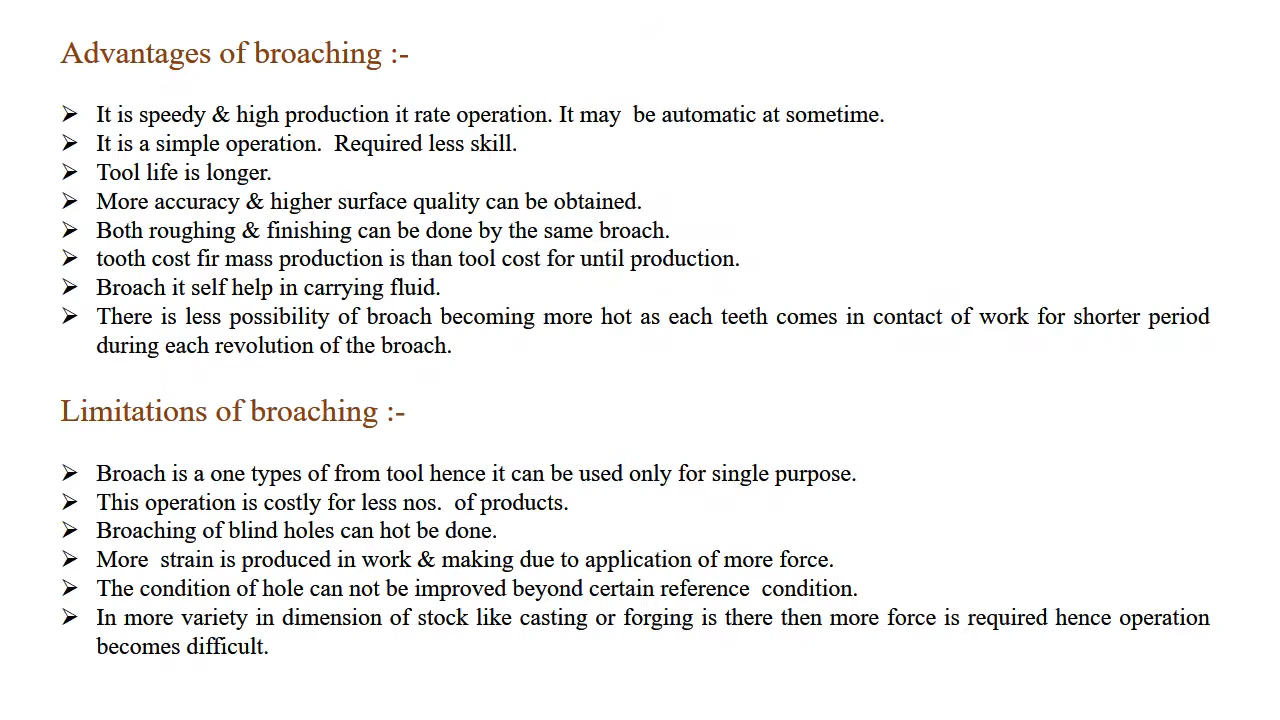 Advantages of broaching :-
➢ It is speedy & high production it rate operation. It may  be automatic at sometime.
➢ It is a simple operation.  Required less skill.
➢ Tool life is longer.
➢ More accuracy & higher surface quality can be obtained.
➢ Both roughing & finishing can be done by the same broach.
➢ tooth cost fir mass production is than tool cost for until production.
➢ Broach it self help in carrying fluid.
➢ There is less possibility of broach becoming more hot as each teeth comes in contact of work for shorter period
during each revolution of the broach.
Limitations of broaching :-
➢ Broach is a one types of from tool hence it can be used only for single purpose.
➢ This operation is costly for less nos.  of products.
➢ Broaching of blind holes can hot be done.
➢ More  strain is produced in work & making due to application of more force.
➢ The condition of hole can not be improved beyond certain reference  condition.
➢ In more variety in dimension of stock like casting or forging is there then more force is required hence operation
becomes difficult.